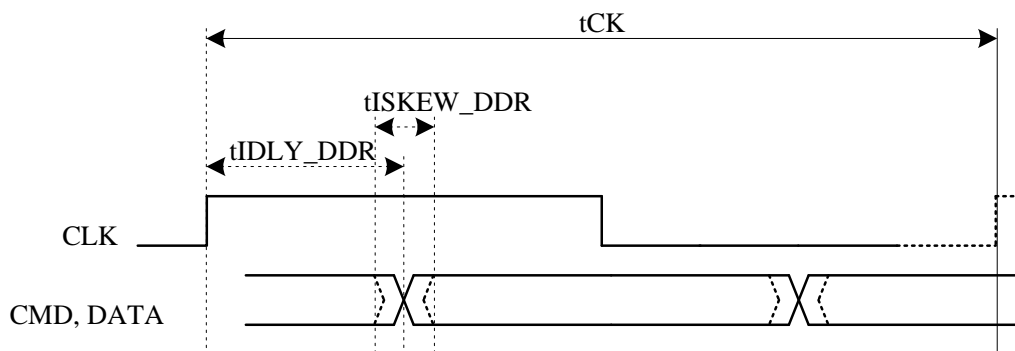 tCK
tISKEW_DDR
tIDLY_DDR
CLK
CMD, DATA